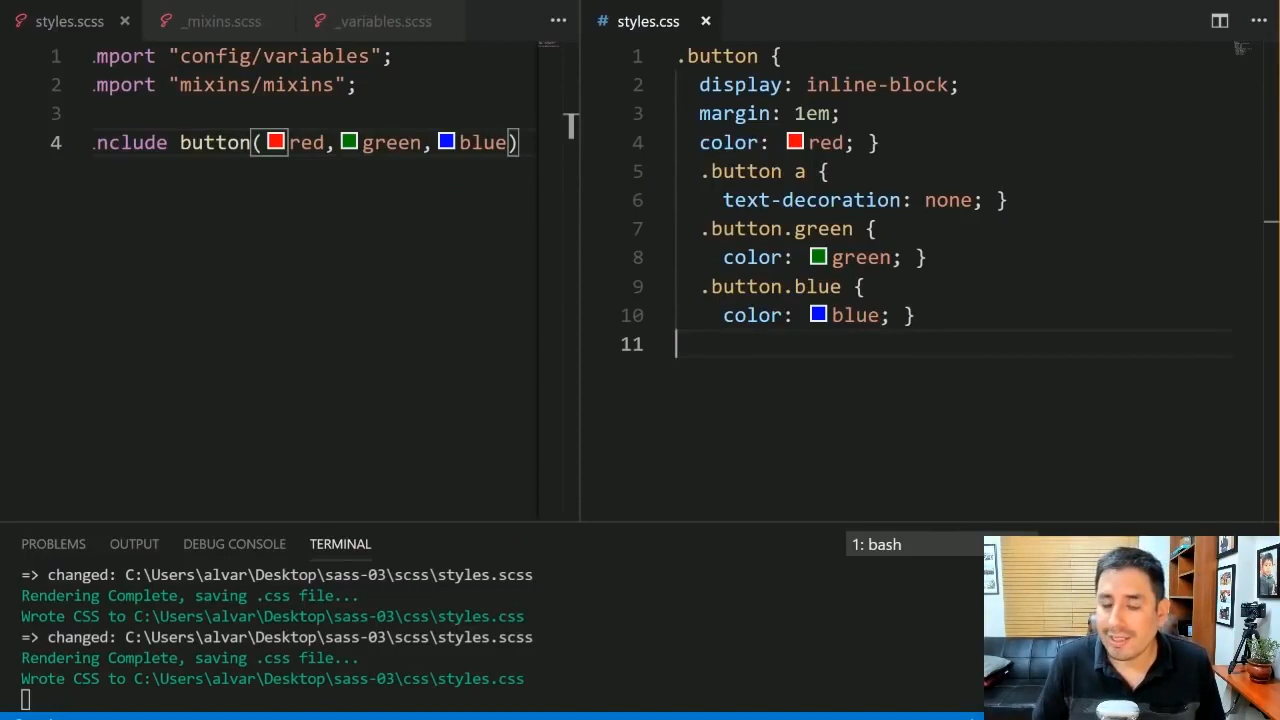 styles.scss
_mixins.scss
_variables.scss
styles.css
1 .mport "config/variables";
2 .mport "mixins/mixins";
3
4 .nclude button(red,green,blue)
1 .button {
2 display: inline-block;
3 margin: 1em;
4 color: red; }
5 .button a {
6 text-decoration: none; }
7 .button.green {
8 color: green; }
9 .button.blue {
10 color: blue; }
11
PROBLEMS OUTPUT DEBUG CONSOLE TERMINAL
1: bash
=> changed: C:\Users\alvar\Desktop\sass-03\scss\styles.scss
Rendering Complete, saving .css file...
Wrote CSS to C:\Users\alvar\Desktop\sass-03\css\styles.css
=> changed: C:\Users\alvar\Desktop\sass-03\scss\styles.scss
Rendering Complete, saving .css file...
Wrote CSS to C:\Users\alvar\Desktop\sass-03\css\styles.css